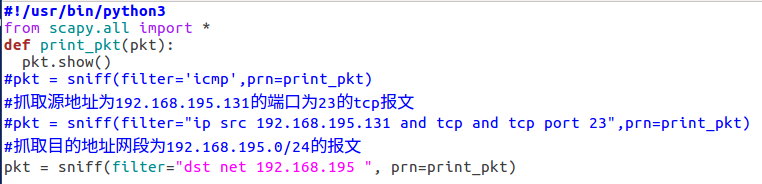 #!/usr/bin/python3
from scapy.all import *
def print_pkt(pkt):
  pkt.show()
#pkt = sniff(filter='icmp',prn=print_pkt)
#抓取源地址为192.168.195.131的端口为23的tcp报文
#pkt = sniff(filter="ip src 192.168.195.131 and tcp and tcp port 23",prn=print_pkt)
#抓取目的地址网段为192.168.195.0/24的报文
pkt = sniff(filter="dst net 192.168.195 ", prn=print_pkt)